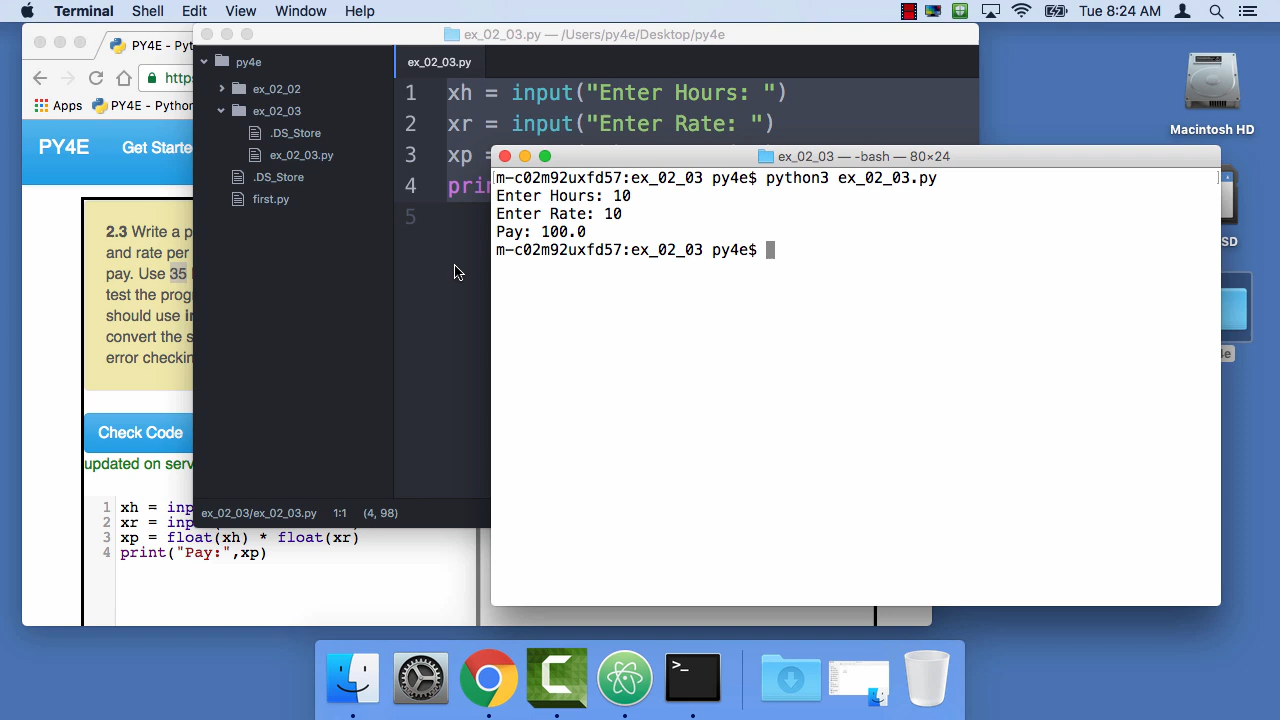 Terminal Shell Edit View Window Help
Tue 8:24 AM
PY4E - Pyt
https
Apps PY4E - Python
PY4E Get Starte
2.3 Write a p
and rate per
pay. Use 35
test the prog
should use
convert the s
error checkin
Check Code
updated on serv
1 xh = inp
2 xr = inp
3 xp = float(xh) * float(xr)
4 print("Pay:",xp)
ex_02_03.py — /Users/py4e/Desktop/py4e
py4e
ex_02_02
ex_02_03
.DS_Store
ex_02_03.py
.DS_Store
first.py
ex_02_03.py
1 xh = input("Enter Hours: ")
2 xr = input("Enter Rate: ")
3 xp =
4 prin
5
ex_02_03/ex_02_03.py 1:1 (4, 98)
ex_02_03 — -bash — 80×24
m-c02m92uxfd57:ex_02_03 py4e$ python3 ex_02_03.py
Enter Hours: 10
Enter Rate: 10
Pay: 100.0
m-c02m92uxfd57:ex_02_03 py4e$
Macintosh HD
SD
4e